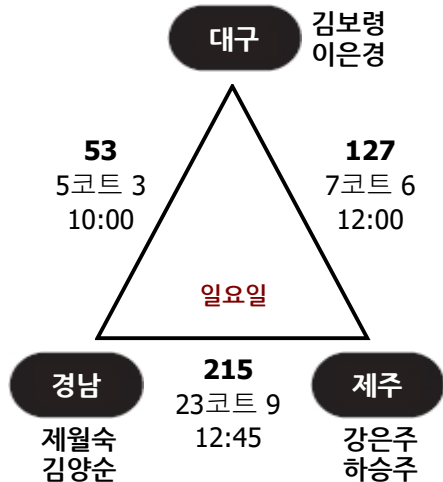 대구
김보령
이은경
53
5코트 3
10:00
127
7코트 6
12:00
일요일
경남
제월숙
김양순
215
23코트 9
12:45
제주
강은주
하승주